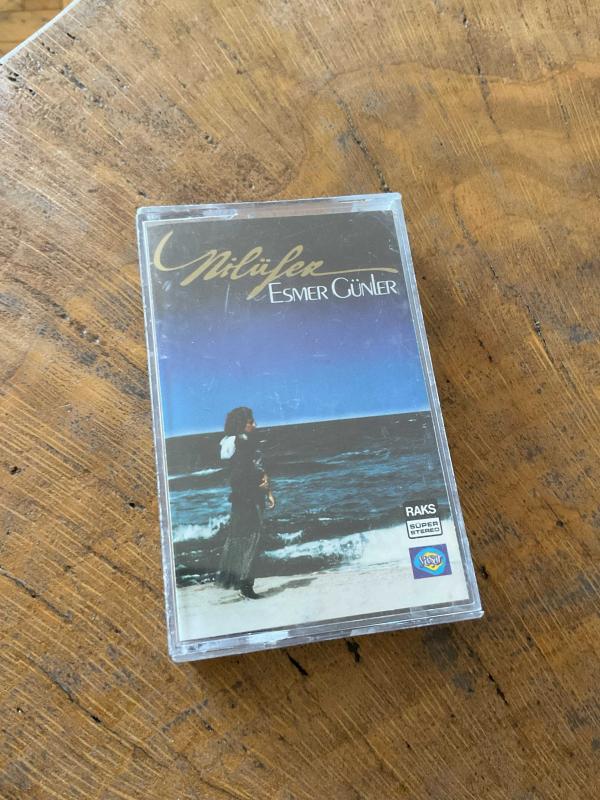 Nilüfer
ESMER GÜNLER
RAKS
SÜPER
STEREO